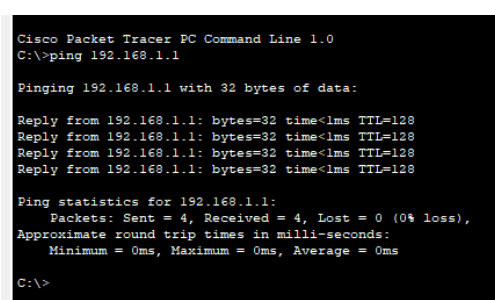 Cisco Packet Tracer PC Command Line 1.0
C:\>ping 192.168.1.1
Pinging 192.168.1.1 with 32 bytes of data:
Reply from 192.168.1.1: bytes=32 time<1ms TTL=128
Reply from 192.168.1.1: bytes=32 time<1ms TTL=128
Reply from 192.168.1.1: bytes=32 time<1ms TTL=128
Reply from 192.168.1.1: bytes=32 time<1ms TTL=128
Ping statistics for 192.168.1.1:
Packets: Sent = 4, Received = 4, Lost = 0 (0% loss),
Approximate round trip times in milli-seconds:
Minimum = 0ms, Maximum = 0ms, Average = 0ms
C:\>